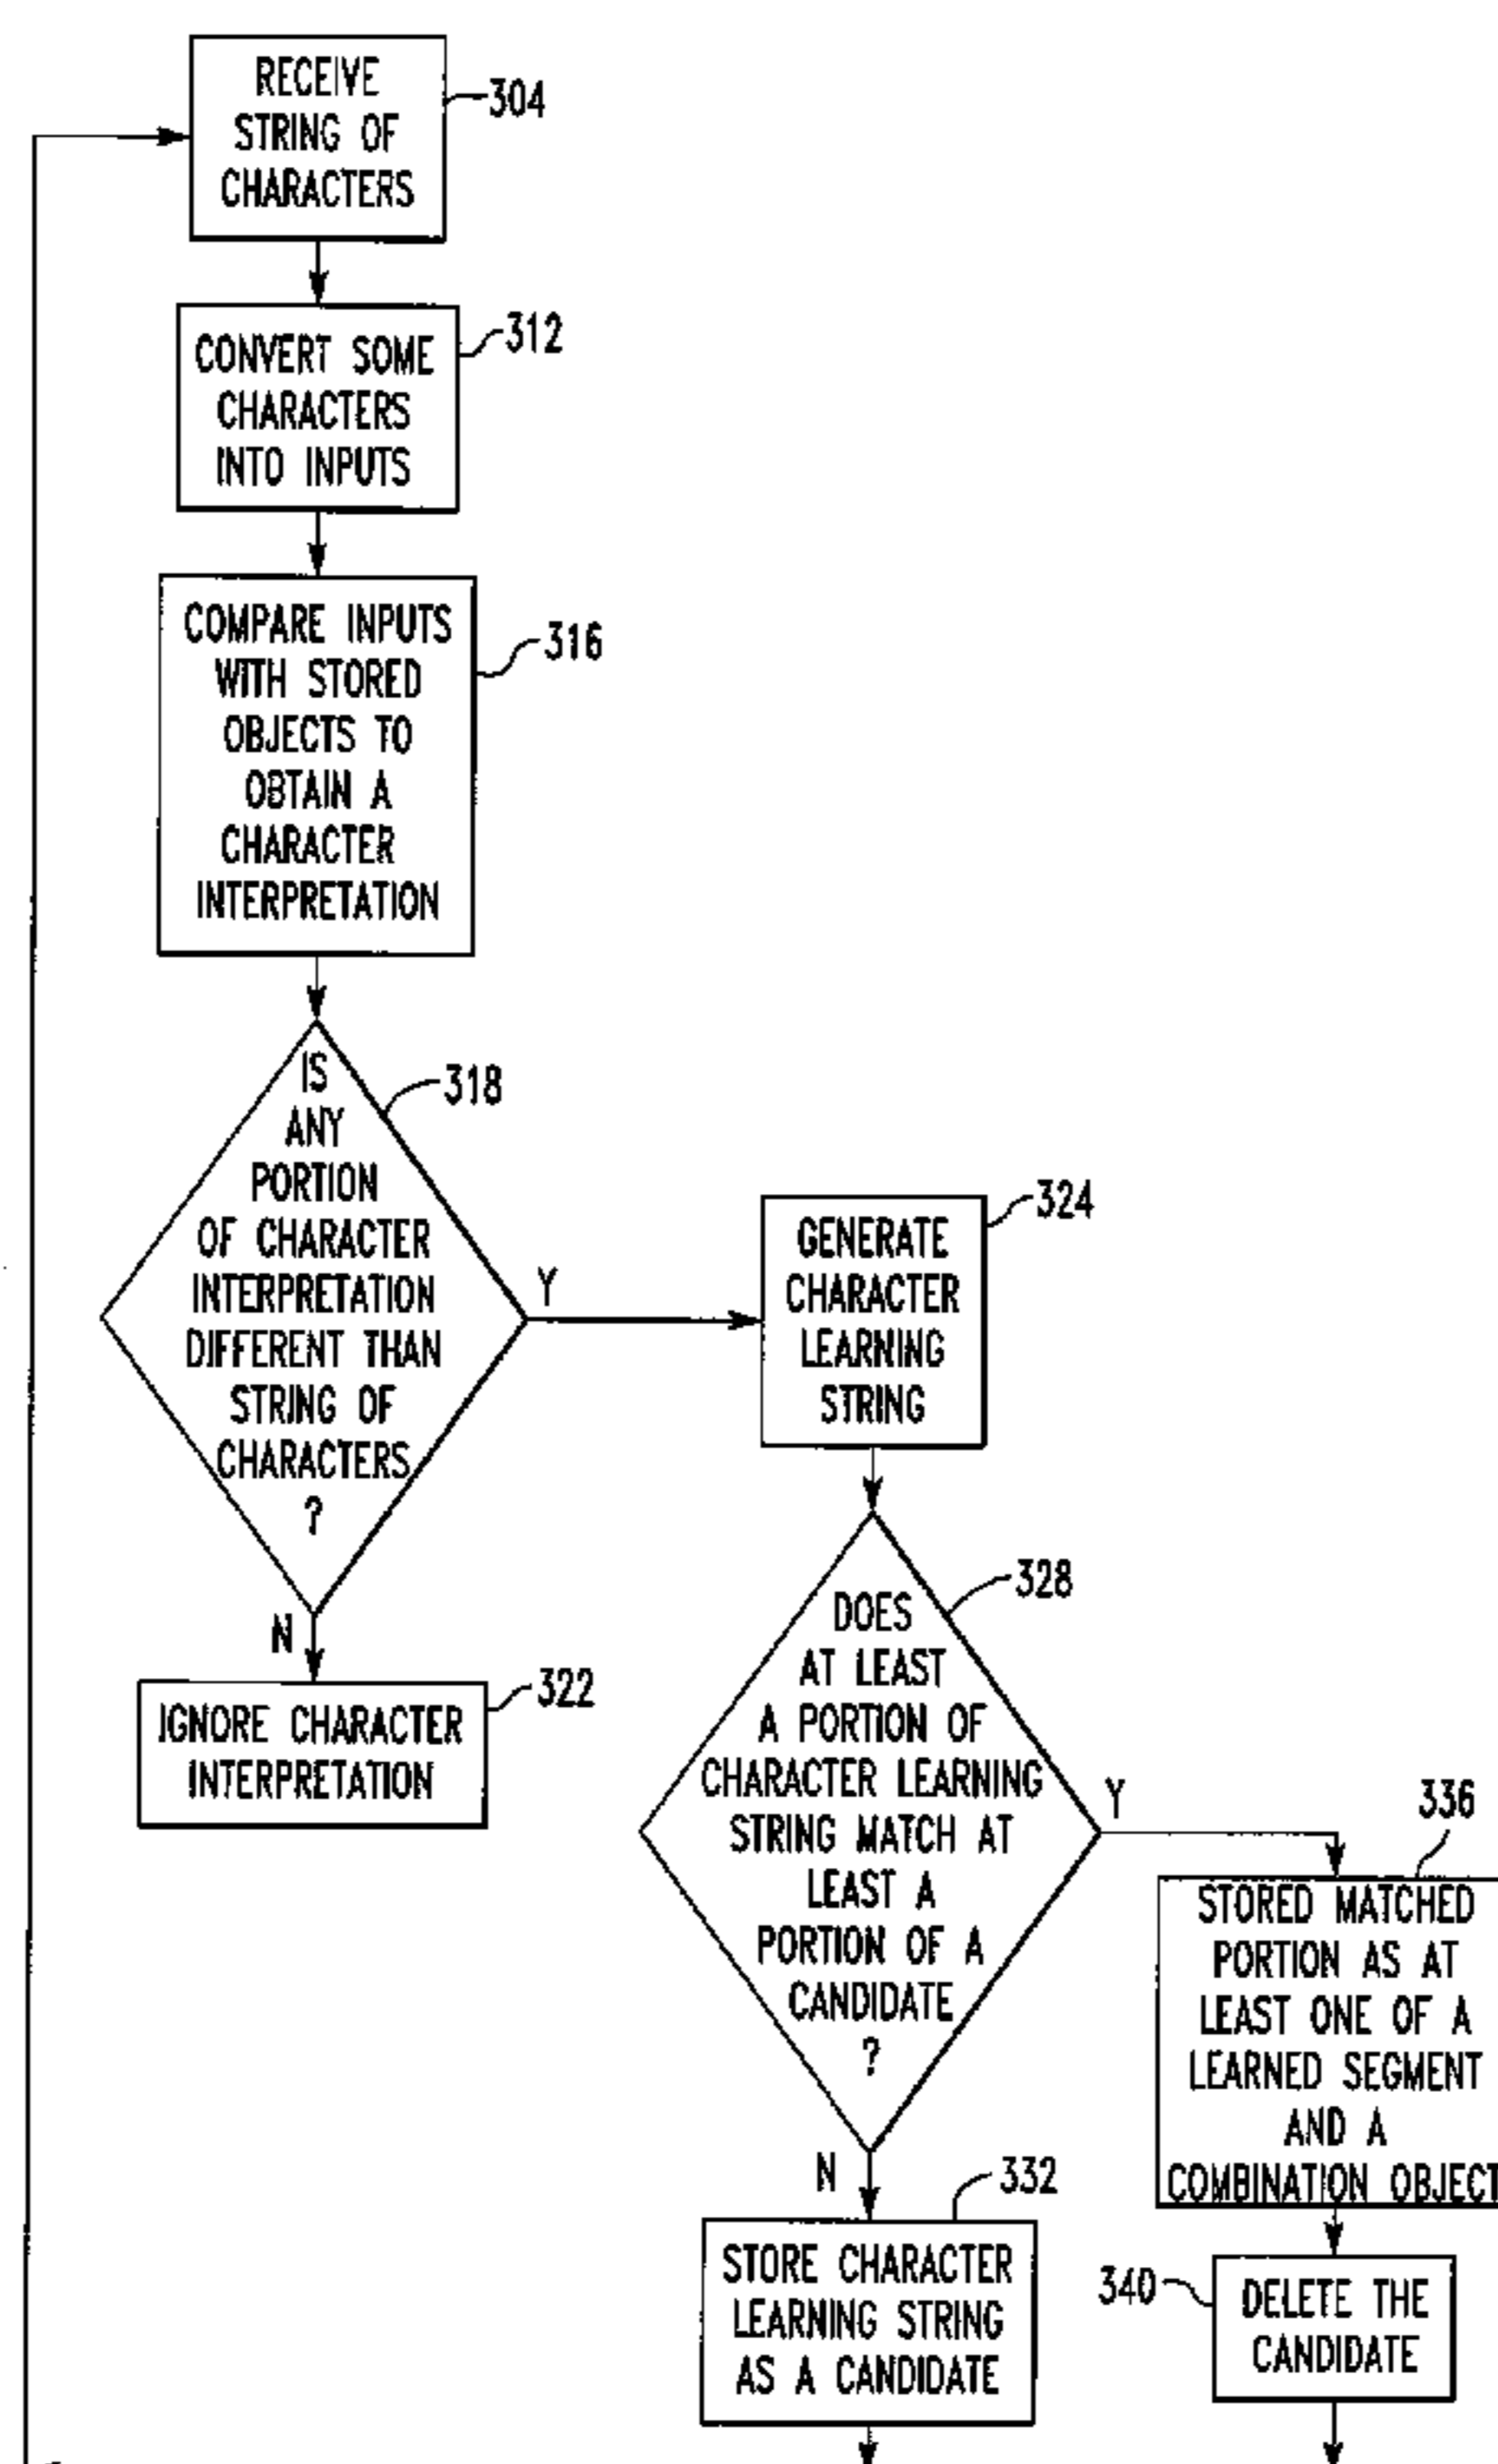 RECEIVE
STRING OF
CHARACTERS
304
CONVERT SOME
CHARACTERS
INTO INPUTS
312
COMPARE INPUTS
WITH STORED
OBJECTS TO
OBTAIN A
CHARACTER
INTERPRETATION
316
IS
ANY
PORTION
OF CHARACTER
INTERPRETATION
DIFFERENT THAN
STRING OF
CHARACTERS
?
318
Y
N
IGNORE CHARACTER
INTERPRETATION
322
GENERATE
CHARACTER
LEARNING
STRING
324
DOES
AT LEAST
A PORTION OF
CHARACTER LEARNING
STRING MATCH AT
LEAST A
PORTION OF A
CANDIDATE
?
328
Y
N
STORE CHARACTER
LEARNING STRING
AS A CANDIDATE
332
336
STORED MATCHED
PORTION AS AT
LEAST ONE OF A
LEARNED SEGMENT
AND A
COMBINATION OBJECT
340
DELETE THE
CANDIDATE